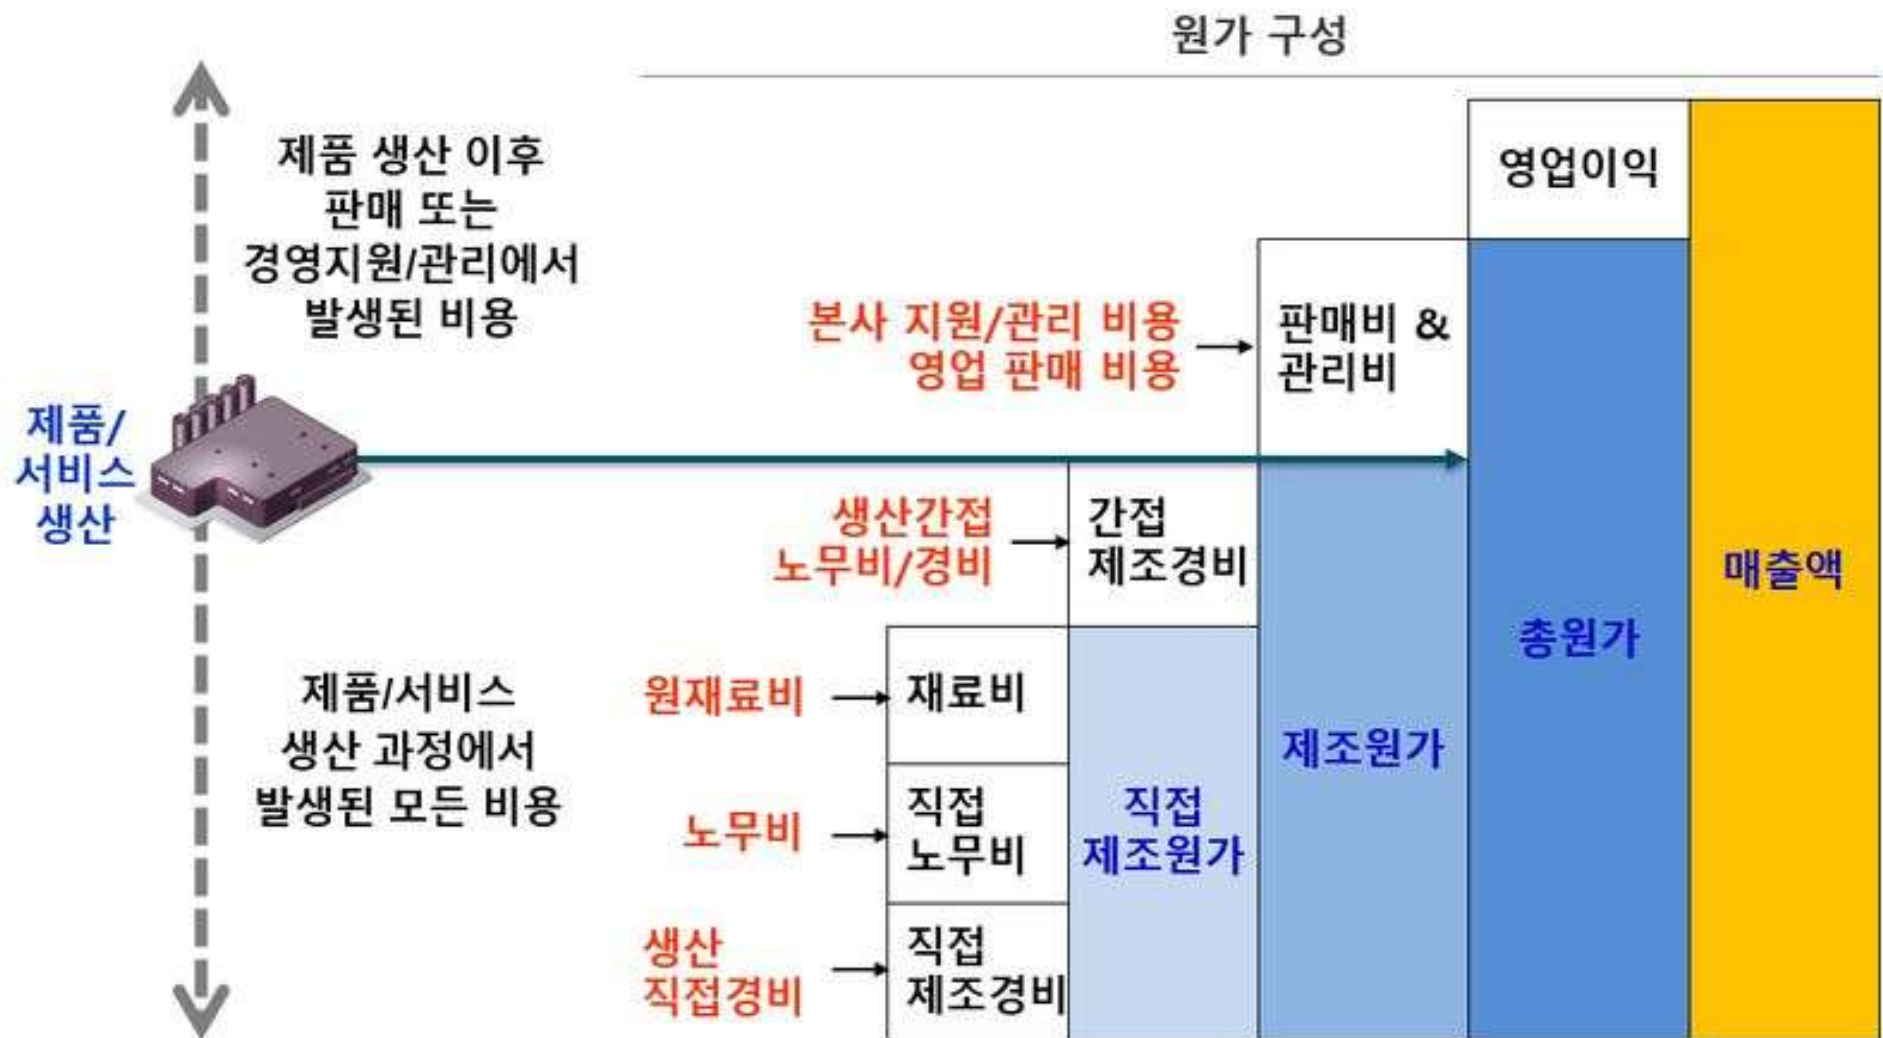 원가 구성
제품 생산 이후
판매 또는
경영지원/관리에서
발생된 비용
영업이익
본사 지원/관리 비용
영업 판매 비용
판매비 &
관리비
제품/
서비스
생산
생산간접
노무비/경비
간접
제조경비
매출액
총원가
제품/서비스
생산 과정에서
발생된 모든 비용
원재료비
재료비
제조원가
노무비
직접
노무비
직접
제조원가
생산
직접경비
직접
제조경비